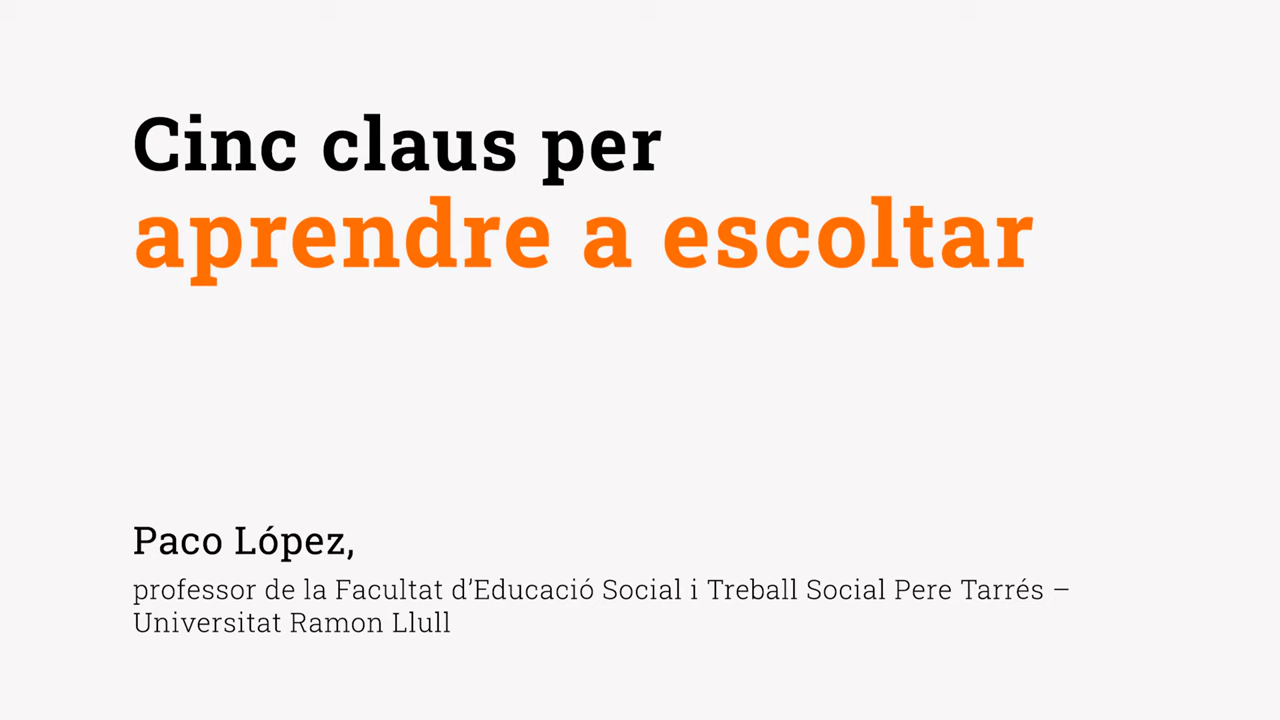 Cinc claus per
aprendre a escoltar
Paco López,
professor de la Facultat d’Educació Social i Treball Social Pere Tarrés –
Universitat Ramon Llull